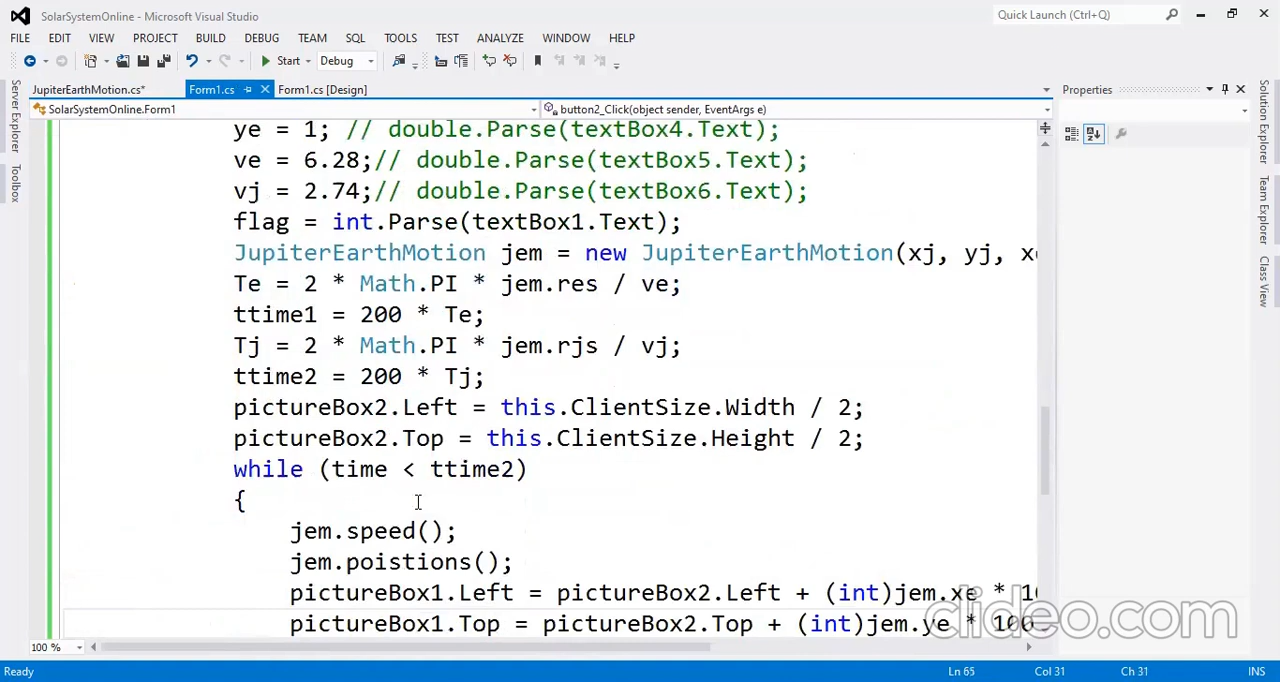 SolarSystemOnline - Microsoft Visual Studio
Quick Launch (Ctrl+Q)
FILE EDIT VIEW PROJECT BUILD DEBUG TEAM SQL TOOLS TEST ANALYZE WINDOW HELP
Start Debug
JupiterEarthMotion.cs* Form1.cs Form1.cs [Design]
SolarSystemOnline.Form1 button2_Click(object sender, EventArgs e)
ye = 1; // double.Parse(textBox4.Text);
ve = 6.28;// double.Parse(textBox5.Text);
vj = 2.74;// double.Parse(textBox6.Text);
flag = int.Parse(textBox1.Text);
JupiterEarthMotion jem = new JupiterEarthMotion(xj, yj, x
Te = 2 * Math.PI * jem.res / ve;
ttime1 = 200 * Te;
Tj = 2 * Math.PI * jem.rjs / vj;
ttime2 = 200 * Tj;
pictureBox2.Left = this.ClientSize.Width / 2;
pictureBox2.Top = this.ClientSize.Height / 2;
while (time < ttime2)
{
jem.speed();
jem.poistions();
pictureBox1.Left = pictureBox2.Left + (int)jem.xe * 10
pictureBox1.Top = pictureBox2.Top + (int)jem.ye * 100
100 %
Ready
Ln 65 Col 31 Ch 31 INS
Properties
Server Explorer
Toolbox
Solution Explorer
Team Explorer
Class View
clideo.com